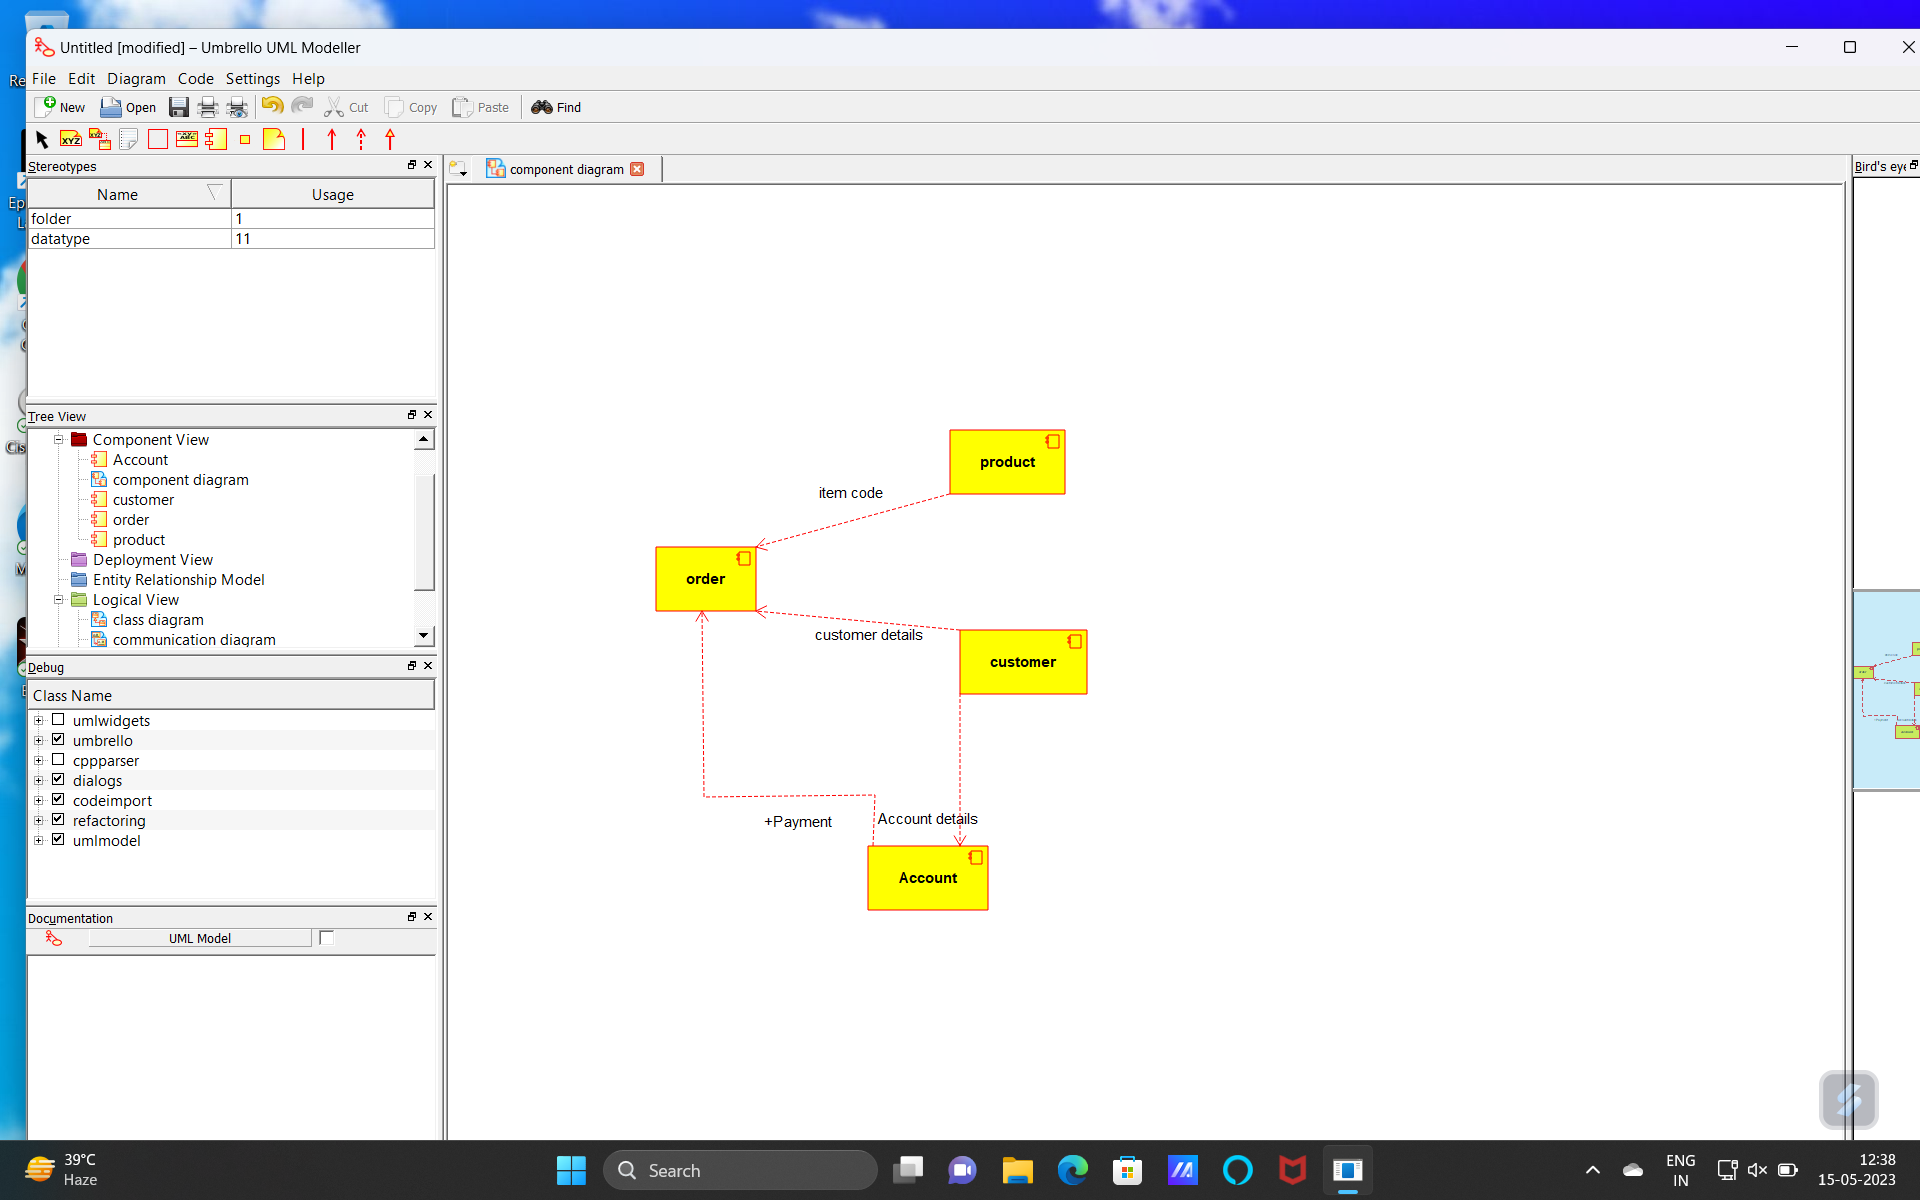 Untitled [modified] – Umbrello UML Modeller
File Edit Diagram Code Settings Help
New Open Cut Copy Paste Find
Stereotypes
component diagram
Bird's eye
Name Usage
folder 1
datatype 11
Tree View
Component View
Account
component diagram
customer
order
product
Deployment View
Entity Relationship Model
Logical View
class diagram
communication diagram
Debug
Class Name
umlwidgets
umbrello
cppparser
dialogs
codeimport
refactoring
umlmodel
Documentation
UML Model
product
item code
order
customer details
customer
+Payment
Account details
Account
39°C
Haze
Search
ENG
IN
12:38
15-05-2023